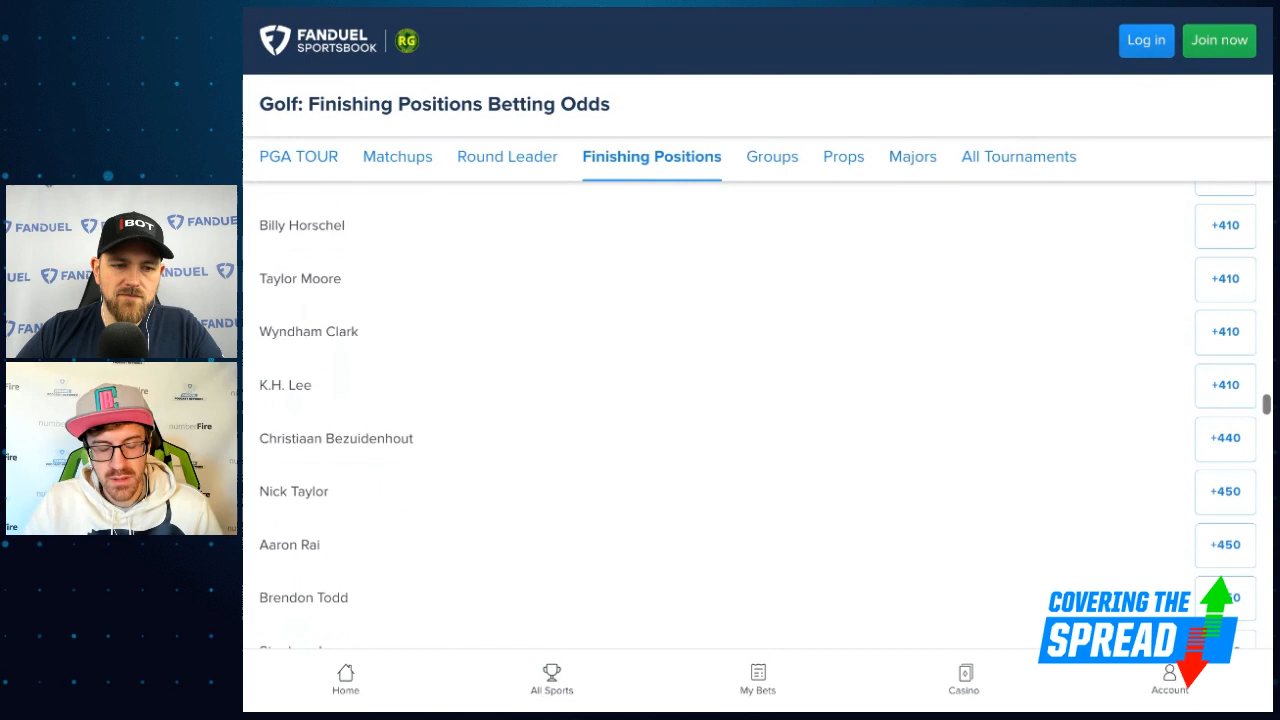 FANDUEL
SPORTSBOOK
RG
Log in
Join now
Golf: Finishing Positions Betting Odds
PGA TOUR
Matchups
Round Leader
Finishing Positions
Groups
Props
Majors
All Tournaments
Billy Horschel
+410
Taylor Moore
+410
Wyndham Clark
+410
K.H. Lee
+410
Christiaan Bezuidenhout
+440
Nick Taylor
+450
Aaron Rai
+450
Brendon Todd
COVERING THE
SPREAD
Home
All Sports
My Bets
Casino
Account
FANDUEL
FANDUE
BOT
UEL
FANDUEL
numberFire